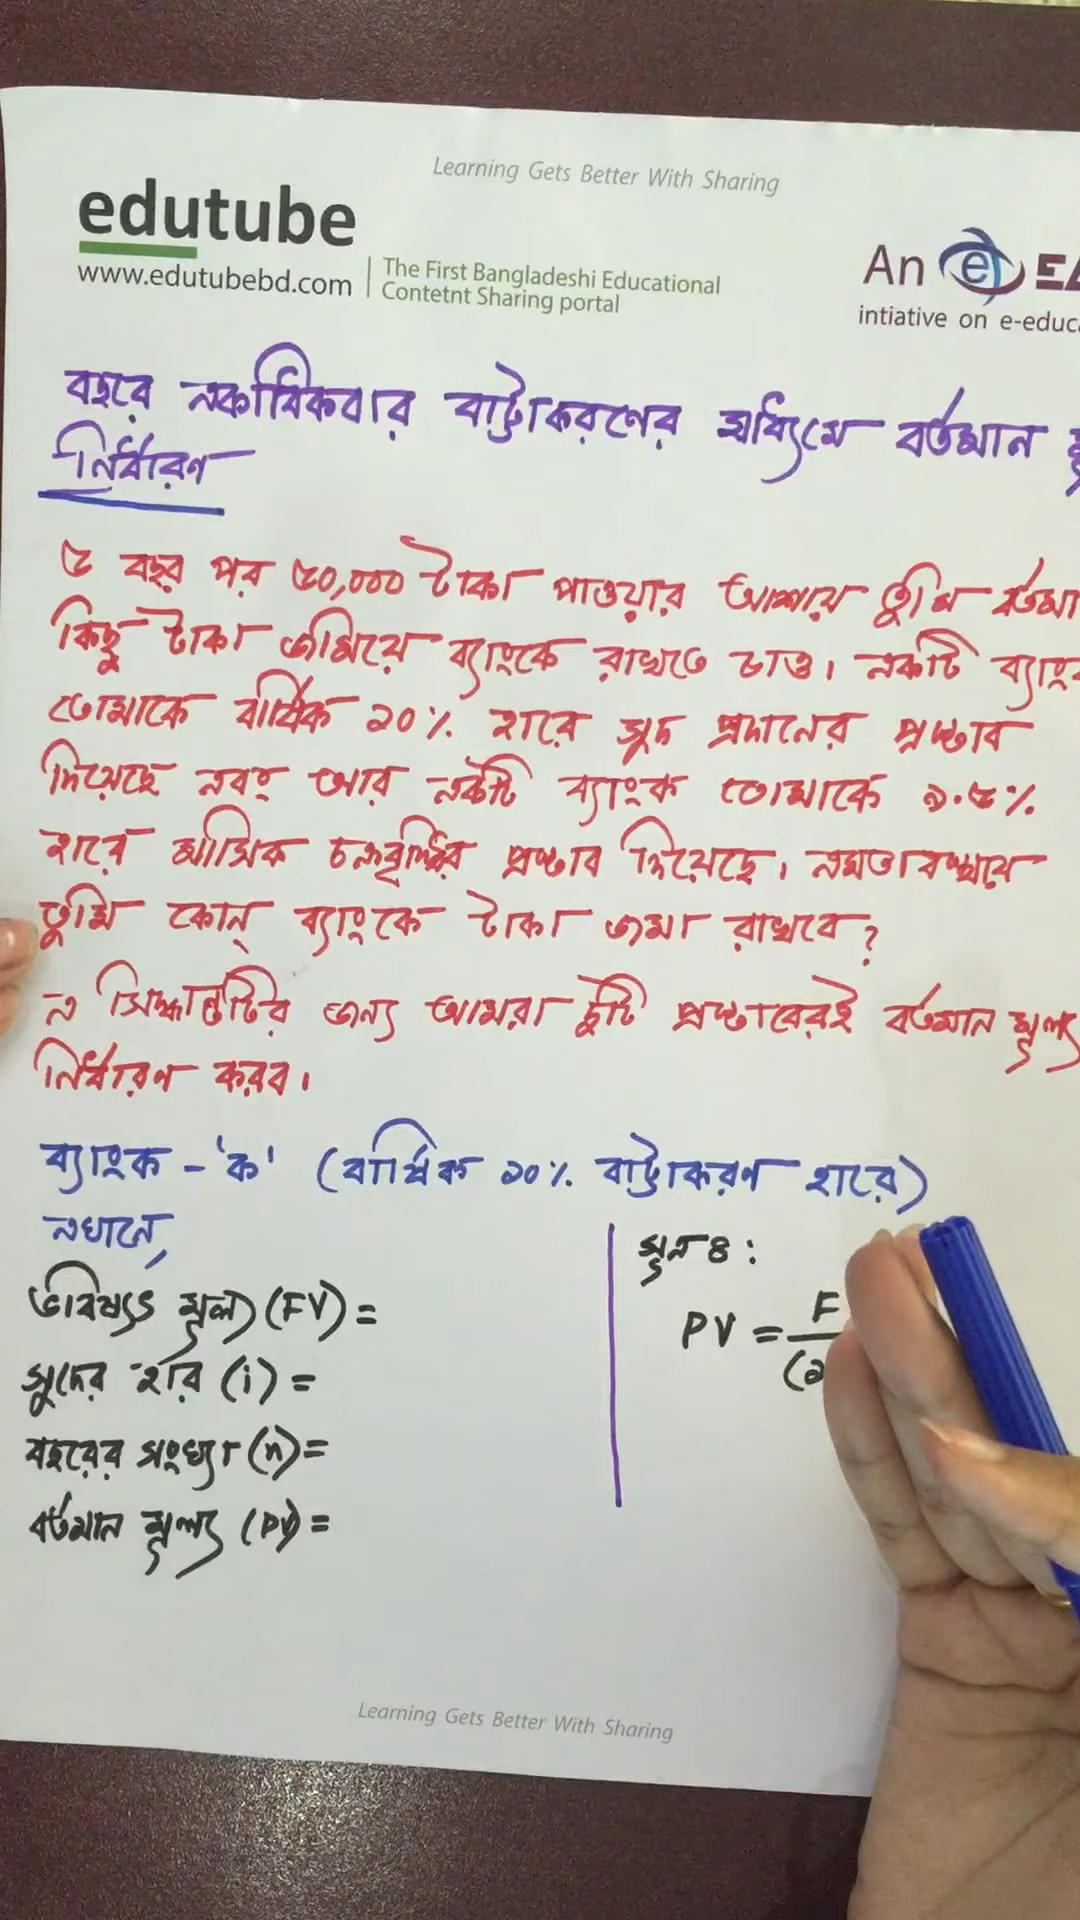 Learning Gets Better With Sharing
edutube
www.edutubebd.com
The First Bangladeshi Educational
Contetnt Sharing portal
An e
intiative on e-educa
বছরে একাধিকবার বাট্টাকরণের মাধ্যমে বর্তমান
নির্ধারণ
৫ বছর পর ৫০,০০০ টাকা পাওয়ার আশায় তুমি বর্তমা
কিছু টাকা জমিয়ে ব্যাংকে রাখতে চাও। একটি ব্যাংক
তোমাকে বার্ষিক ১০% হারে সুদ প্রদানের প্রস্তাব
দিয়েছে এবং আর একটি ব্যাংক তোমাকে ৯.৫%
হারে মাসিক চক্রবৃদ্ধির প্রস্তাব দিয়েছে। এমতাবস্থায়
তুমি কোন্ ব্যাংকে টাকা জমা রাখবে?
এ সিদ্ধান্তটির জন্য আমরা দুটি প্রস্তাবেরই বর্তমান মূল্য
নির্ধারণ করব।
ব্যাংক - 'ক' (বার্ষিক ১০% বাট্টাকরণ হারে)
এখানে,
সূত্র ৪ :
ভবিষ্যৎ মূল্য (FV) =
PV = F
(১
সুদের হার (i) =
বছরের সংখ্যা (n) =
বর্তমান মূল্য (PV) =
Learning Gets Better With Sharing